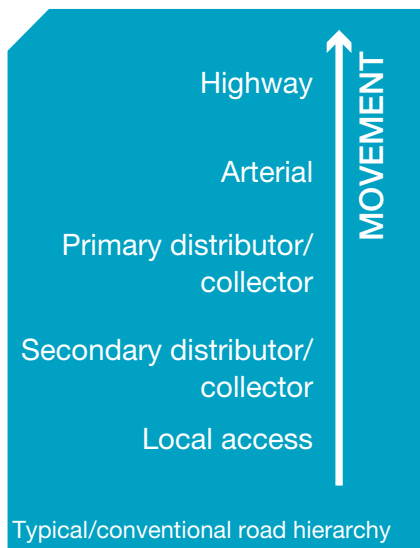 Highway
MOVEMENT
Arterial
Primary distributor/
collector
Secondary distributor/
collector
Local access
Typical/conventional road hierarchy